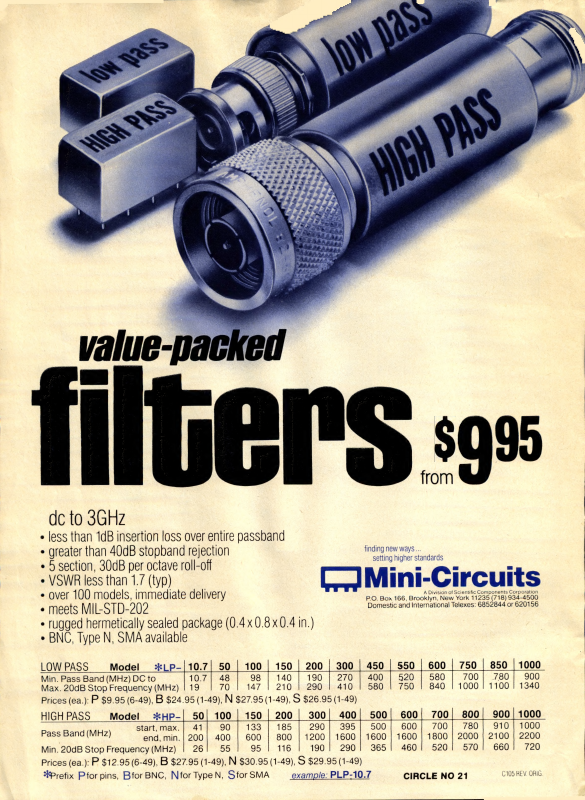 low pass
low pass
HIGH PASS
HIGH PASS
value-packed
filters
from $9 95
dc to 3GHz
• less than 1dB insertion loss over entire passband
• greater than 40dB stopband rejection
• 5 section, 30dB per octave roll-off
• VSWR less than 1.7 (typ)
• over 100 models, immediate delivery
• meets MIL-STD-202
• rugged hermetically sealed package (0.4 x 0.8 x 0.4 in.)
• BNC, Type N, SMA available
finding new ways...
setting higher standards
Mini-Circuits
A Division of Scientific Components Corporation
P.O. Box 166, Brooklyn, New York 11235 (718) 934-4500
Domestic and International Telexes: 6852844 or 620156
LOW PASS Model *LP- 10.7 50 100 150 200 300 450 550 600 750 850 1000
Min. Pass Band (MHz) DC to 10.7 48 98 140 190 270 400 520 580 700 780 900
Max. 20dB Stop Frequency (MHz) 19 70 147 210 290 410 580 750 840 1000 1100 1340
Prices (ea.): P $9.95 (6-49), B $24.95 (1-49), N $27.95 (1-49), S $26.95 (1-49)
HIGH PASS Model *HP- 50 100 150 200 300 400 500 600 700 800 900 1000
Pass Band (MHz) start, max. 41 90 133 185 290 395 500 600 700 780 910 1000
end, min. 200 400 600 800 1200 1600 1600 1600 1800 2000 2100 2200
Min. 20dB Stop Frequency (MHz) 26 55 95 116 190 290 365 460 520 570 660 720
Prices (ea.): P $12.95 (6-49), B $27.95 (1-49), N $30.95 (1-49), S $29.95 (1-49)
*Prefix P for pins, B for BNC, N for Type N, S for SMA example: PLP-10.7 CIRCLE NO 21 C105 REV. ORIG.